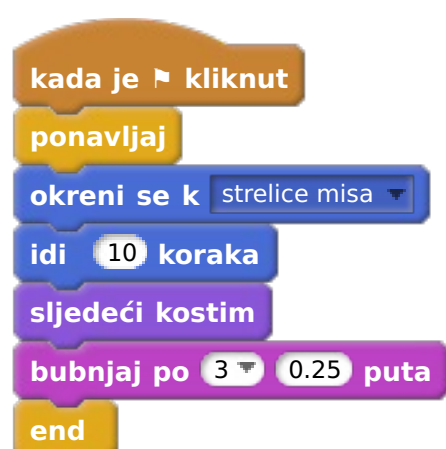 kada je ⚑ kliknut
ponavljaj
okreni se k strelice misa
idi 10 koraka
sljedeći kostim
bubnjaj po 3 0.25 puta
end